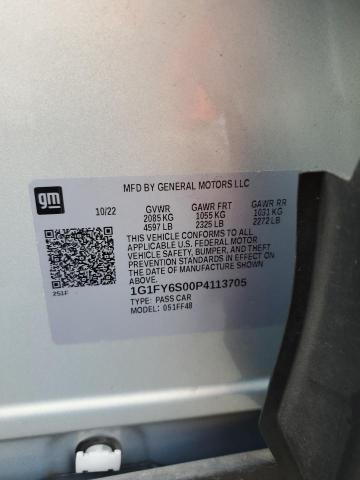 MFD BY GENERAL MOTORS LLC
gm
10/22 GVWR GAWR FRT GAWR RR
2085 KG 1055 KG 1031 KG
4597 LB 2325 LB 2272 LB
THIS VEHICLE CONFORMS TO ALL
APPLICABLE U.S. FEDERAL MOTOR
VEHICLE SAFETY, BUMPER, AND THEFT
PREVENTION STANDARDS IN EFFECT ON
THE DATE OF MANUFACTURE SHOWN ABOVE.
1G1FY6S00P4113705
251F
TYPE: PASS CAR
MODEL: 051FF48